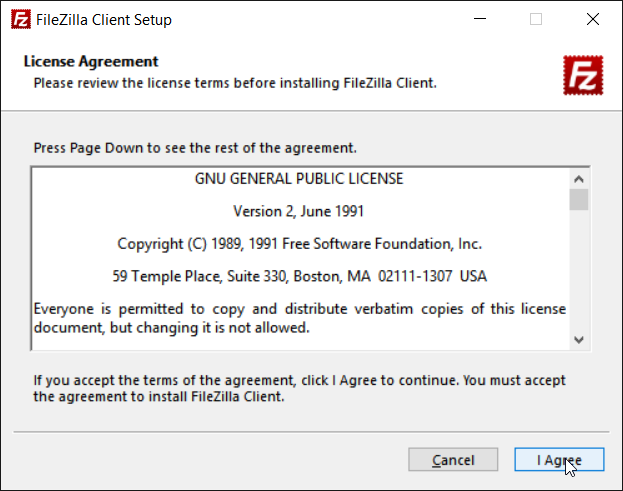 FileZilla Client Setup
License Agreement
Please review the license terms before installing FileZilla Client.
Fz
Press Page Down to see the rest of the agreement.
GNU GENERAL PUBLIC LICENSE
Version 2, June 1991
Copyright (C) 1989, 1991 Free Software Foundation, Inc.
59 Temple Place, Suite 330, Boston, MA  02111-1307  USA
Everyone is permitted to copy and distribute verbatim copies of this license
document, but changing it is not allowed.
If you accept the terms of the agreement, click I Agree to continue. You must accept
the agreement to install FileZilla Client.
Cancel
I Agree